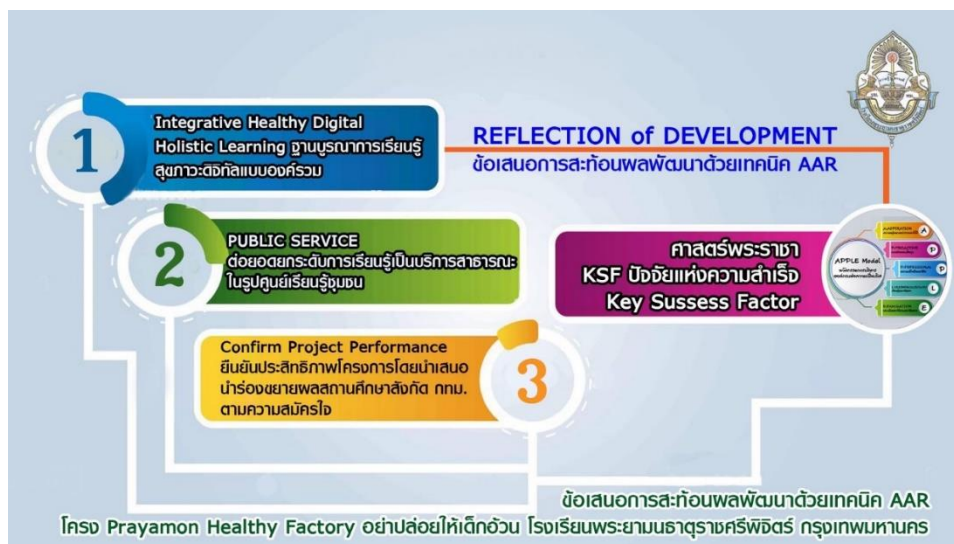 1
Integrative Healthy Digital
Holistic Learning ฐานบูรณาการเรียนรู้
สุขภาวะดิจิทัลแบบองค์รวม
REFLECTION of DEVELOPMENT
ข้อเสนอการสะท้อนผลพัฒนาด้วยเทคนิค AAR
2
PUBLIC SERVICE
ต่อยอดยกระดับการเรียนรู้เป็นบริการสาธารณะ
ในรูปศูนย์เรียนรู้ชุมชน
ศาสตร์พระราชา
KSF ปัจจัยแห่งความสำเร็จ
Key Sussess Factor
APPLE Model
A
P
P
L
E
Confirm Project Performance
ยืนยันประสิทธิภาพโครงการโดยนำเสนอ
นำร่องขยายผลสถานศึกษาสังกัด กทม.
ตามความสมัครใจ
3
ข้อเสนอการสะท้อนผลพัฒนาด้วยเทคนิค AAR
โครง Prayamon Healthy Factory อย่าปล่อยให้เด็กอ้วน โรงเรียนพระยามนธาตุราชศรีพิจิตร์ กรุงเทพมหานคร